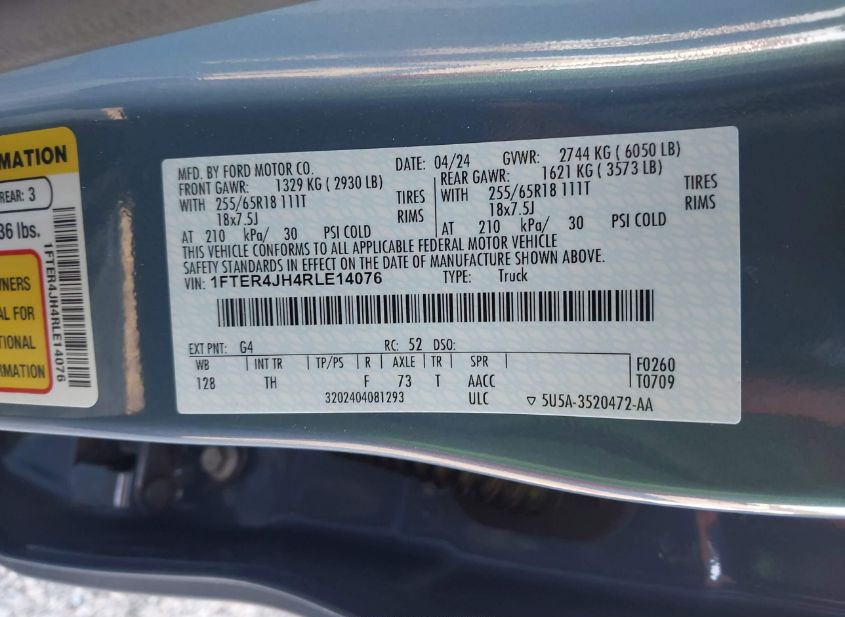 MATION
REAR: 3
36 lbs.
WNERS
AL FOR
TIONAL
RMATION
1FTER4JH4RLE14076
MFD. BY FORD MOTOR CO. DATE: 04/24 GVWR: 2744 KG ( 6050 LB)
FRONT GAWR: 1329 KG ( 2930 LB) REAR GAWR: 1621 KG ( 3573 LB)
WITH 255/65R18 111T TIRES WITH 255/65R18 111T TIRES
18x7.5J RIMS 18x7.5J RIMS
AT 210 kPa/ 30 PSI COLD AT 210 kPa/ 30 PSI COLD
THIS VEHICLE CONFORMS TO ALL APPLICABLE FEDERAL MOTOR VEHICLE
SAFETY STANDARDS IN EFFECT ON THE DATE OF MANUFACTURE SHOWN ABOVE.
VIN: 1FTER4JH4RLE14076 TYPE: Truck
EXT PNT: G4 RC: 52 DSO:
WB INT TR TP/PS R AXLE TR SPR F0260
128 TH F 73 T AACC T0709
3202404081293 ULC ▽ 5U5A-3520472-AA